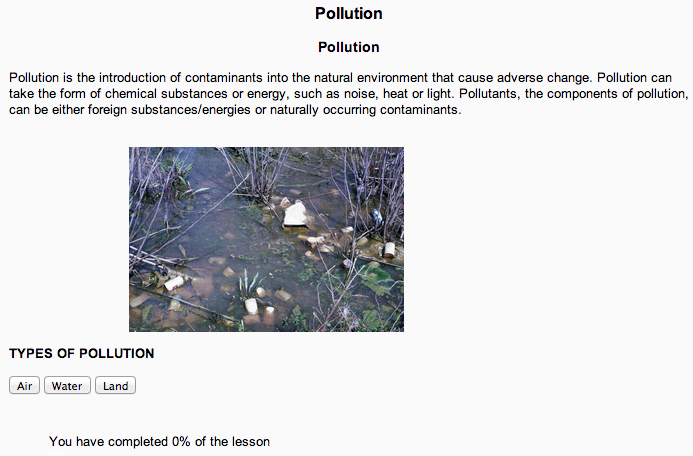 Pollution
Pollution
Pollution is the introduction of contaminants into the natural environment that cause adverse change. Pollution can
take the form of chemical substances or energy, such as noise, heat or light. Pollutants, the components of pollution,
can be either foreign substances/energies or naturally occurring contaminants.
TYPES OF POLLUTION
Air Water Land
You have completed 0% of the lesson